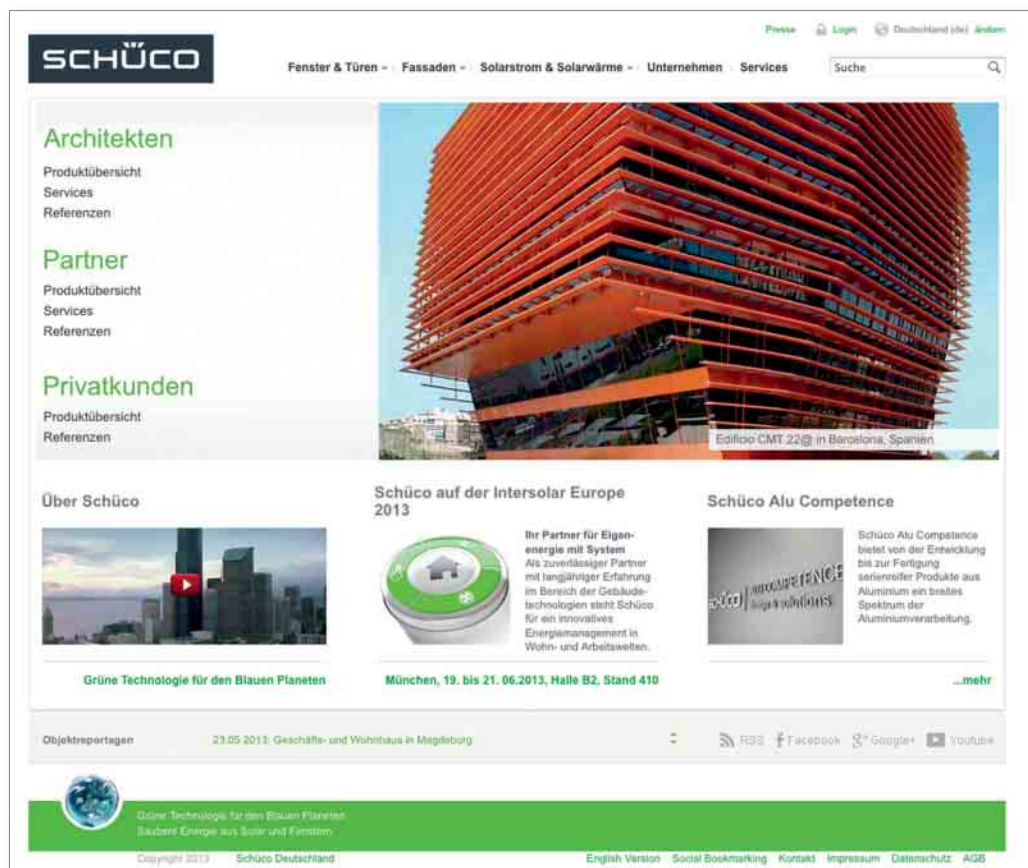 Presse Login Deutschland (de) ändern
SCHÜCO
Fenster & Türen Fassaden Solarstrom & Solarwärme Unternehmen Services Suche
Architekten
Produktübersicht
Services
Referenzen
Partner
Produktübersicht
Services
Referenzen
Privatkunden
Produktübersicht
Referenzen
Edificio CMT 22@ in Barcelona, Spanien
Über Schüco
Schüco auf der Intersolar Europe
2013
Ihr Partner für Eigen-
energie mit System
Als zuverlässiger Partner
mit langjähriger Erfahrung
im Bereich der Gebäude-
technologien steht Schüco
für ein innovatives
Energiemanagement in
Wohn- und Arbeitswelten.
Schüco Alu Competence
SCHÜCO ALU COMPETENCE
design & solutions
Schüco Alu Competence
bietet von der Entwicklung
bis zur Fertigung
serienreifer Produkte aus
Aluminium ein breites
Spektrum der
Aluminiumverarbeitung.
Grüne Technologie für den Blauen Planeten
München, 19. bis 21. 06.2013, Halle B2, Stand 410
...mehr
Objektreportagen 23.05 2013: Geschäfts- und Wohnhaus in Magdeburg RSS Facebook Google+ Youtube
Grüne Technologie für den Blauen Planeten
Saubere Energie aus Solar und Fenstern.
Copyright 2013 Schüco Deutschland English Version Social Bookmarking Kontakt Impressum Datenschutz AGB